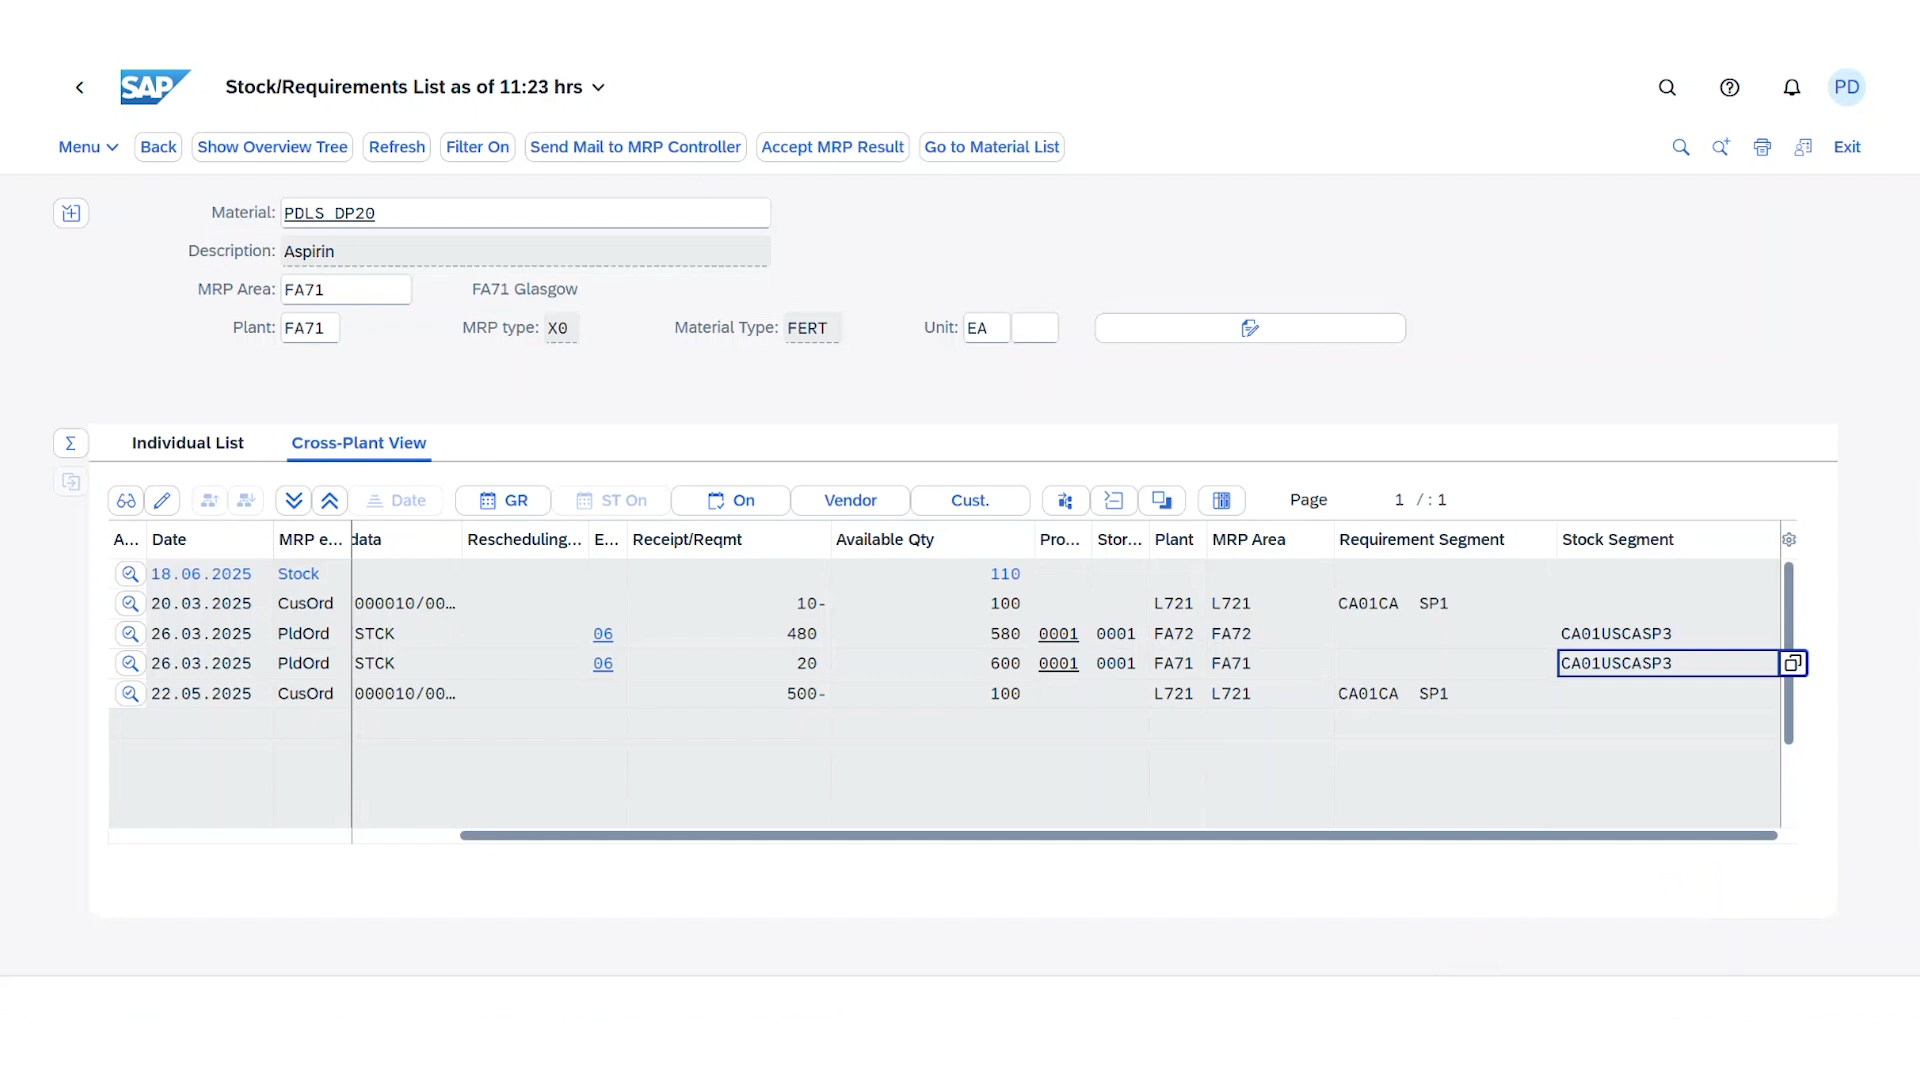 SAP Stock/Requirements List as of 11:23 hrs PD
Menu Back Show Overview Tree Refresh Filter On Send Mail to MRP Controller Accept MRP Result Go to Material List Exit
Material: PDLS_DP20
Description: Aspirin
MRP Area: FA71 FA71 Glasgow
Plant: FA71 MRP type: X0 Material Type: FERT Unit: EA
Individual List Cross-Plant View
Date GR ST On On Vendor Cust. Page 1 /: 1
A... Date MRP e... data Rescheduling... E... Receipt/Reqmt Available Qty Pro... Stor... Plant MRP Area Requirement Segment Stock Segment
18.06.2025 Stock 110
20.03.2025 CusOrd 000010/00... 10- 100 L721 L721 CA01CA SP1
26.03.2025 PldOrd STCK 06 480 580 0001 0001 FA72 FA72 CA01USCASP3
26.03.2025 PldOrd STCK 06 20 600 0001 0001 FA71 FA71 CA01USCASP3
22.05.2025 CusOrd 000010/00... 500- 100 L721 L721 CA01CA SP1